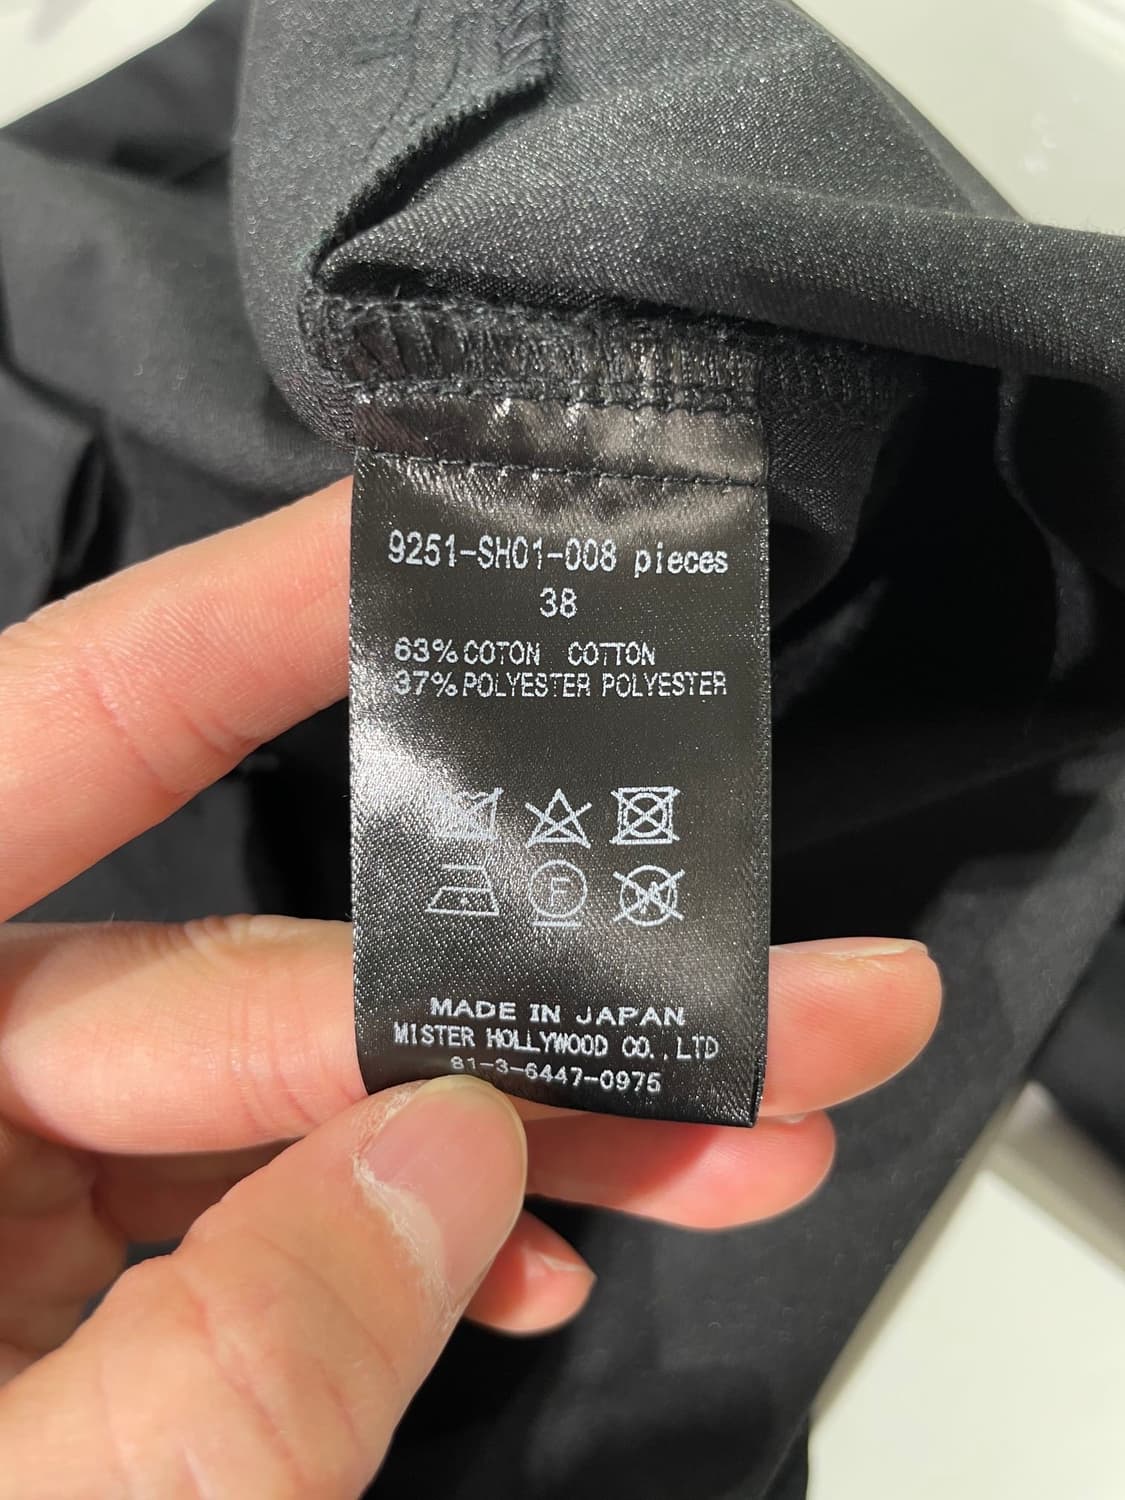 9251-SH01-008 pieces
38
63% COTON COTTON
37% POLYESTER POLYESTER
F
A
MADE IN JAPAN
MISTER HOLLYWOOD CO.,LTD
81-3-6447-0975